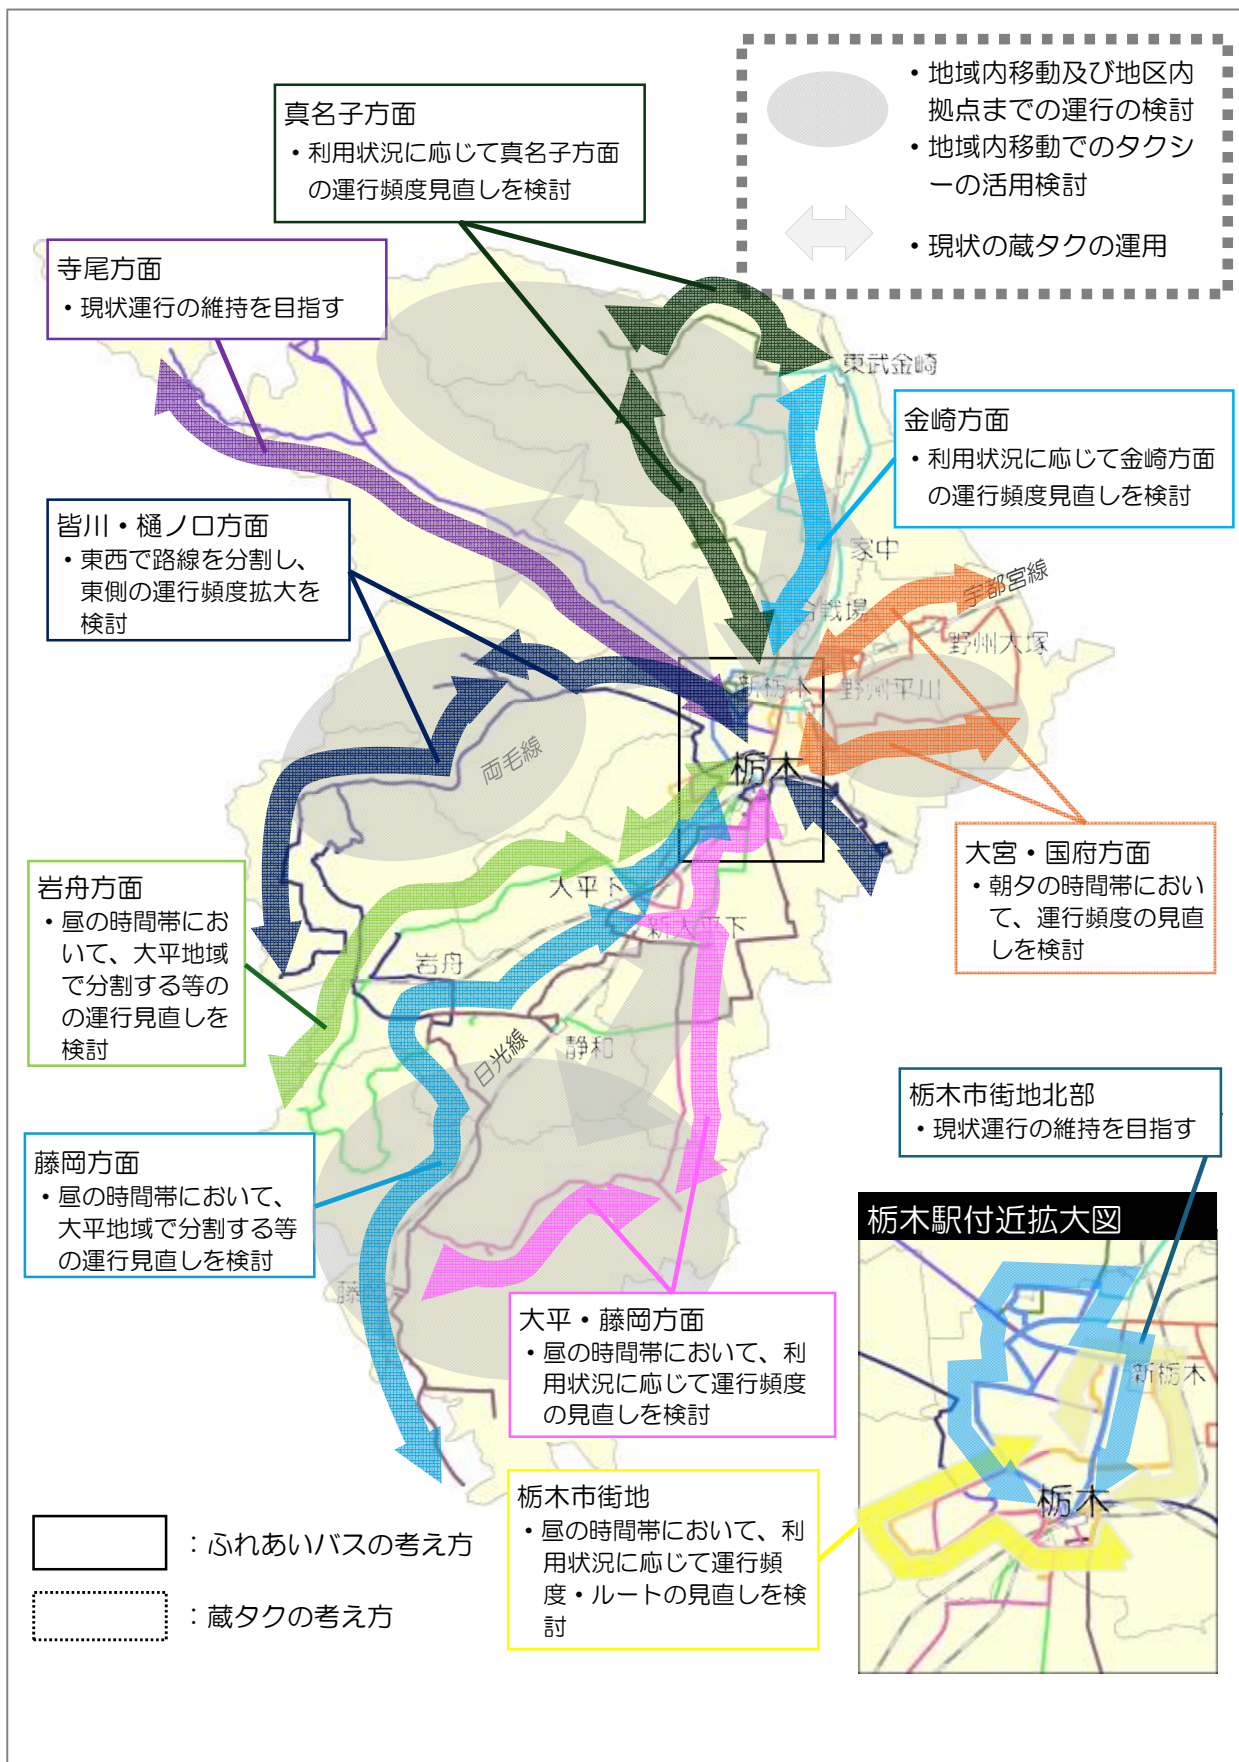 ・地域内移動及び地区内
拠点までの運行の検討
・地域内移動でのタクシ
ーの活用検討
・現状の蔵タクの運用
真名子方面
・利用状況に応じて真名子方面
の運行頻度見直しを検討
寺尾方面
・現状運行の維持を目指す
東武金崎
金崎方面
・利用状況に応じて金崎方面
の運行頻度見直しを検討
皆川・樋ノ口方面
・東西で路線を分割し、
東側の運行頻度拡大を
検討
家中
宇都宮線
合戦場
野州大塚
新栃木
野州平川
両毛線
栃木
大宮・国府方面
・朝夕の時間帯におい
て、運行頻度の見直
しを検討
岩舟方面
・昼の時間帯にお
いて、大平地域
で分割する等の
の運行見直しを
検討
大平下
新大平下
岩舟
静和
日光線
栃木市街地北部
・現状運行の維持を目指す
藤岡方面
・昼の時間帯において、
大平地域で分割する等
の運行見直しを検討
藤
栃木駅付近拡大図
新栃木
栃木
大平・藤岡方面
・昼の時間帯において、利
用状況に応じて運行頻度
の見直しを検討
栃木市街地
・昼の時間帯において、利
用状況に応じて運行頻
度・ルートの見直しを検
討
：ふれあいバスの考え方
：蔵タクの考え方